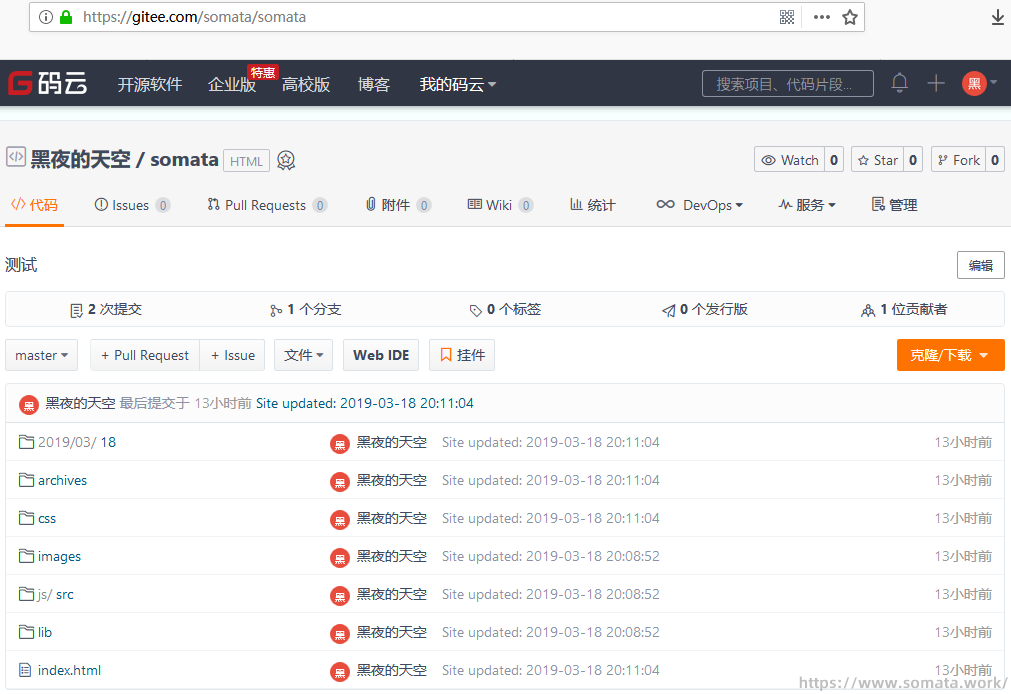 https://gitee.com/somata/somata
码云 开源软件 企业版 特惠 高校版 博客 我的码云 搜索项目、代码片段... 黑
黑夜的天空 / somata HTML Watch 0 Star 0 Fork 0
代码 Issues 0 Pull Requests 0 附件 0 Wiki 0 统计 DevOps 服务 管理
测试 编辑
2 次提交 1 个分支 0 个标签 0 个发行版 1 位贡献者
master + Pull Request + Issue 文件 Web IDE 挂件 克隆/下载
黑 黑夜的天空 最后提交于 13小时前 Site updated: 2019-03-18 20:11:04
2019/03/ 18 黑 黑夜的天空 Site updated: 2019-03-18 20:11:04 13小时前
archives 黑 黑夜的天空 Site updated: 2019-03-18 20:11:04 13小时前
css 黑 黑夜的天空 Site updated: 2019-03-18 20:11:04 13小时前
images 黑 黑夜的天空 Site updated: 2019-03-18 20:08:52 13小时前
js/ src 黑 黑夜的天空 Site updated: 2019-03-18 20:08:52 13小时前
lib 黑 黑夜的天空 Site updated: 2019-03-18 20:08:52 13小时前
index.html 黑 黑夜的天空 Site updated: 2019-03-18 20:11:04 13小时前
https://www.somata.work/